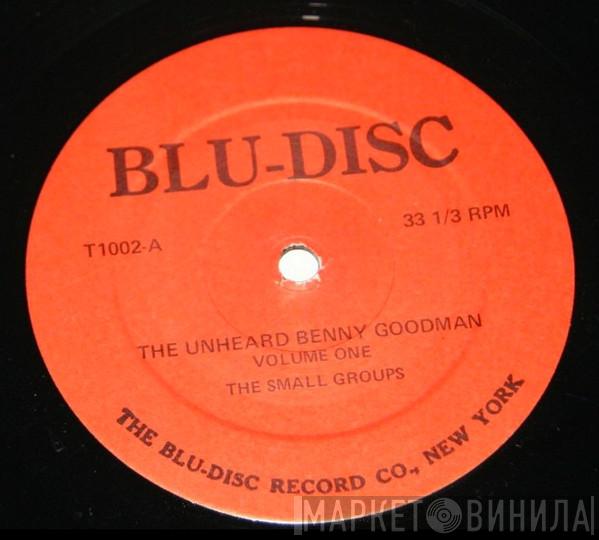 BLU-DISC
T1002-A
33 1/3 RPM
THE UNHEARD BENNY GOODMAN
VOLUME ONE
THE SMALL GROUPS
THE BLU-DISC RECORD CO., NEW YORK
МАРКЕТ ВИНИЛА